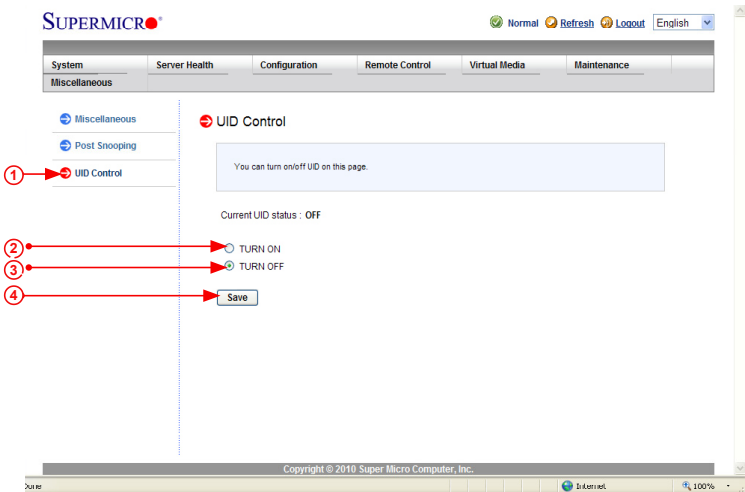 SUPERMICRO
Normal Refresh Logout English
System Server Health Configuration Remote Control Virtual Media Maintenance
Miscellaneous
Miscellaneous
Post Snooping
1 UID Control
UID Control
You can turn on/off UID on this page.
Current UID status : OFF
2 TURN ON
3 TURN OFF
4 Save
Copyright © 2010 Super Micro Computer, Inc.
Done Internet 100%